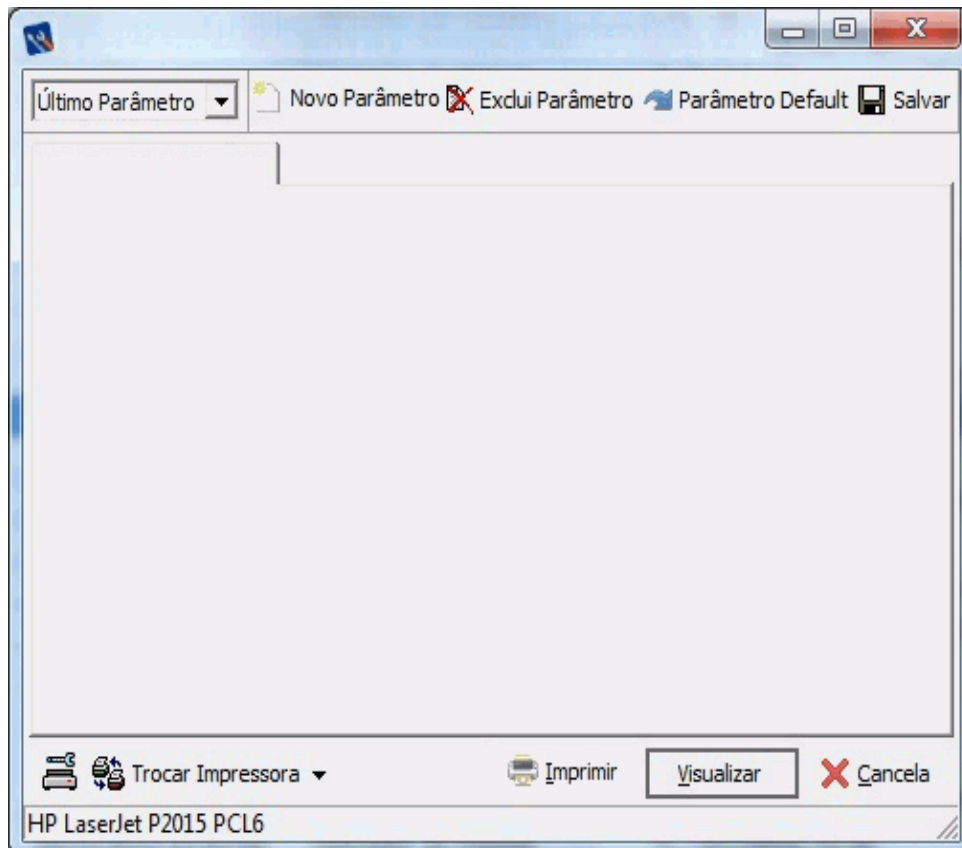 Último Parâmetro Novo Parâmetro Exclui Parâmetro Parâmetro Default Salvar
Trocar Impressora Imprimir Visualizar Cancela
HP LaserJet P2015 PCL6